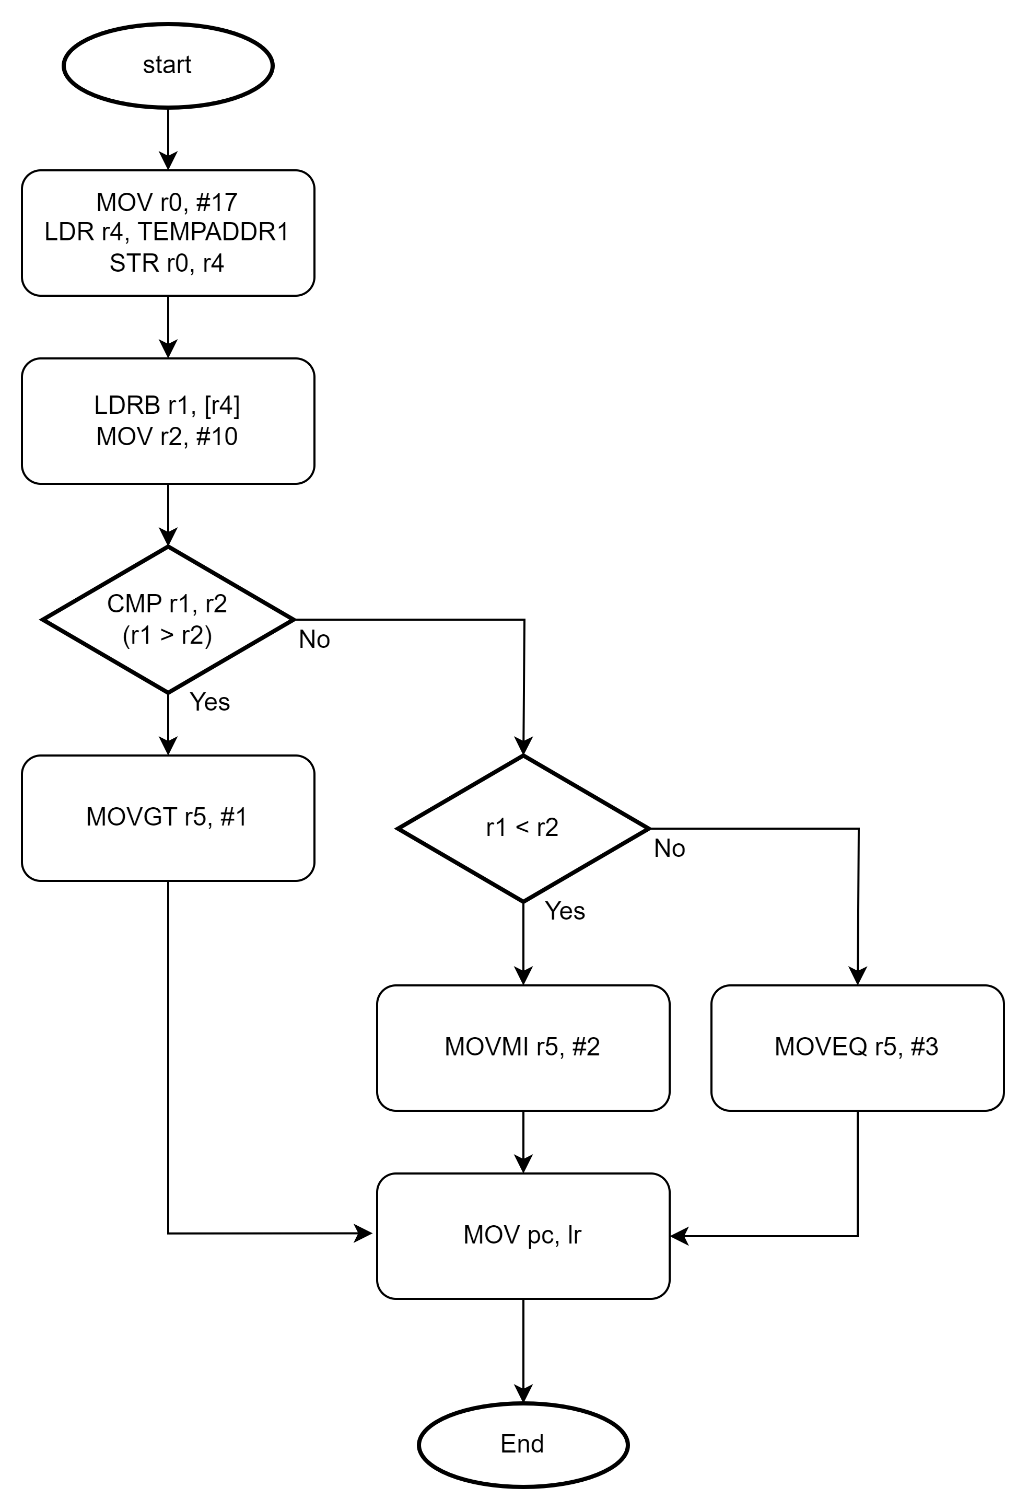 start
MOV r0, #17
LDR r4, TEMPADDR1
STR r0, r4
LDRB r1, [r4]
MOV r2, #10
CMP r1, r2
(r1 > r2)
No
Yes
MOVGT r5, #1
r1 < r2
No
Yes
MOVMI r5, #2
MOVEQ r5, #3
MOV pc, lr
End